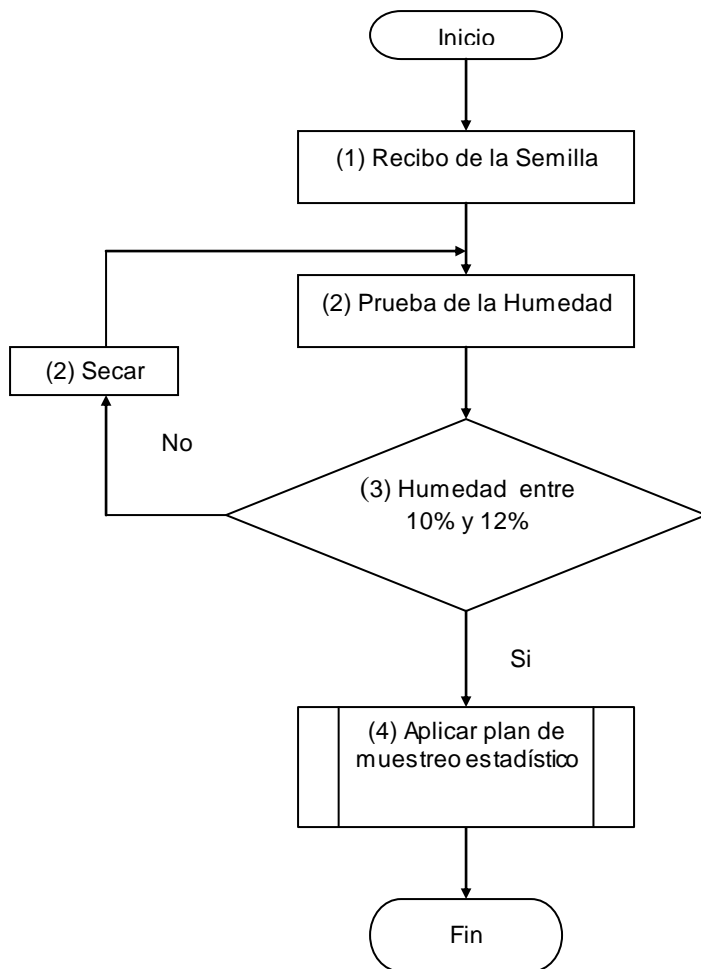 Inicio
(1) Recibo de la Semilla
(2) Prueba de la Humedad
(2) Secar
No
(3) Humedad entre
10% y 12%
Si
(4) Aplicar plan de
muestreo estadístico
Fin